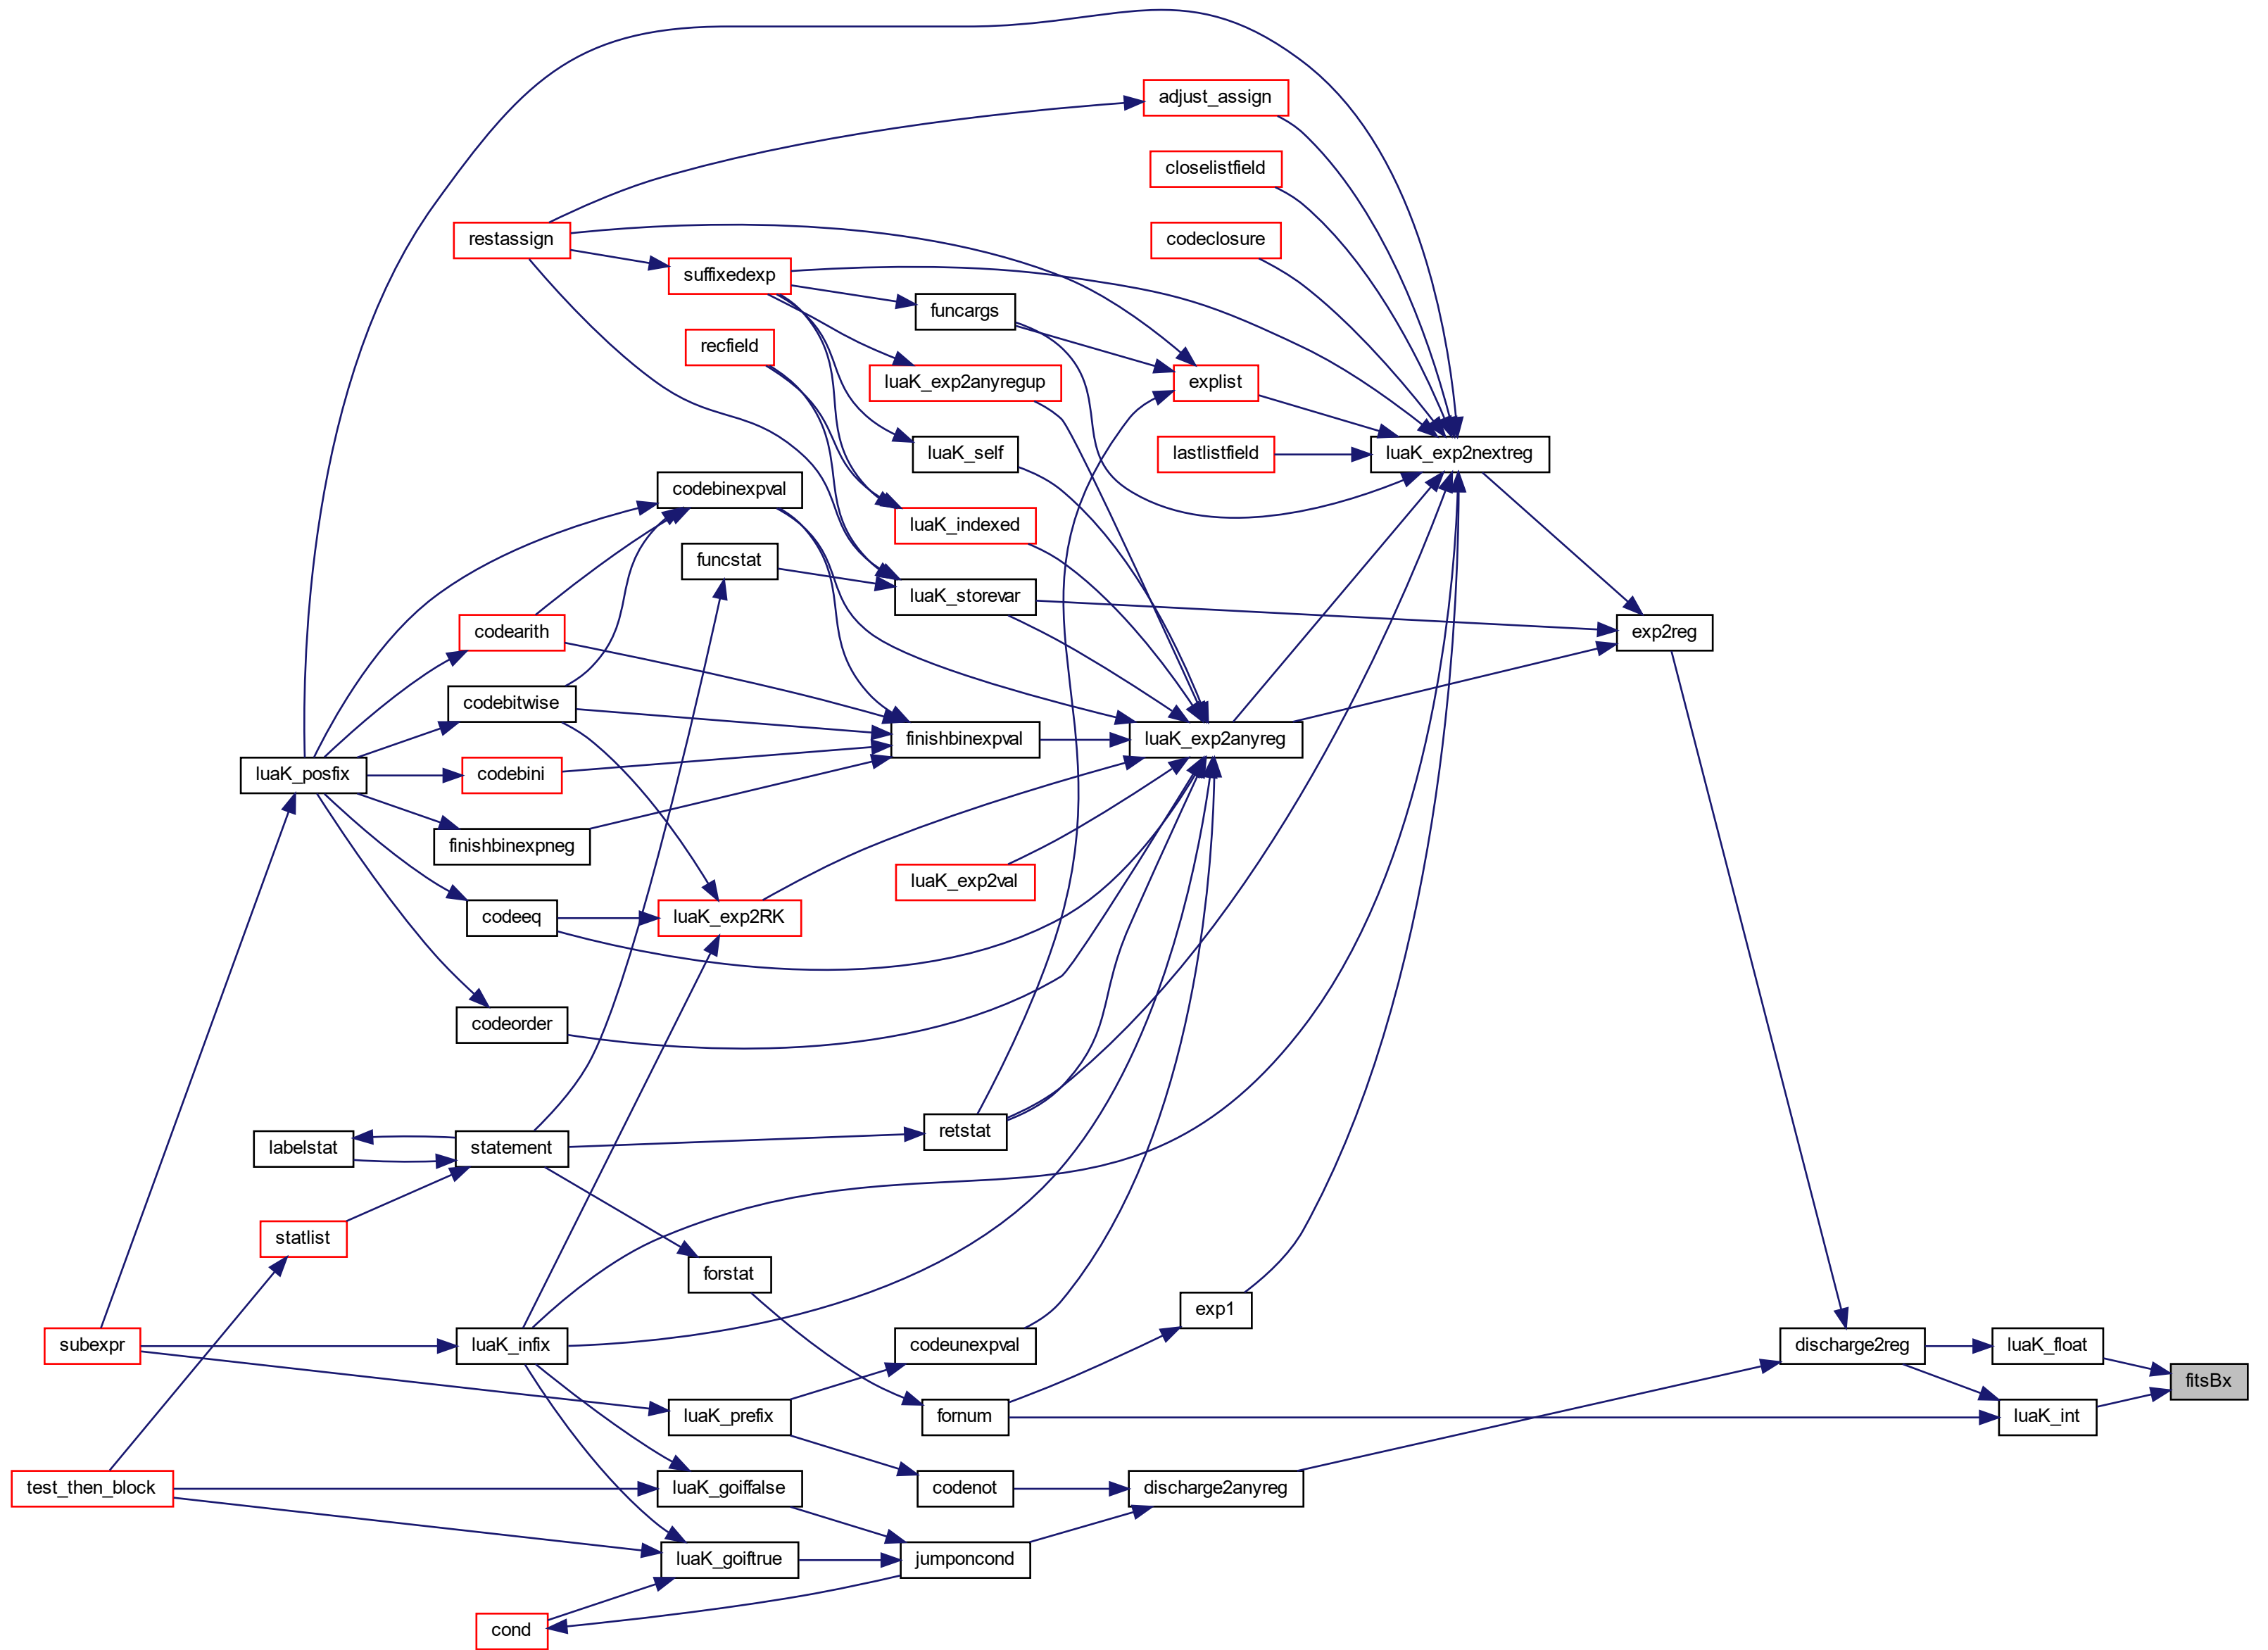 adjust_assign
closelistfield
restassign
codeclosure
suffixedexp
funcargs
recfield
luaK_exp2anyregup
explist
luaK_self
lastlistfield
luaK_exp2nextreg
codebinexpval
luaK_indexed
funcstat
luaK_storevar
codearith
exp2reg
codebitwise
finishbinexpval
luaK_exp2anyreg
luaK_posfix
codebini
finishbinexpneg
luaK_exp2val
codeeq
luaK_exp2RK
codeorder
labelstat
statement
retstat
statlist
forstat
exp1
subexpr
luaK_infix
codeunexpval
discharge2reg
luaK_float
fitsBx
luaK_prefix
fornum
luaK_int
test_then_block
luaK_goiffalse
codenot
discharge2anyreg
luaK_goiftrue
jumponcond
cond